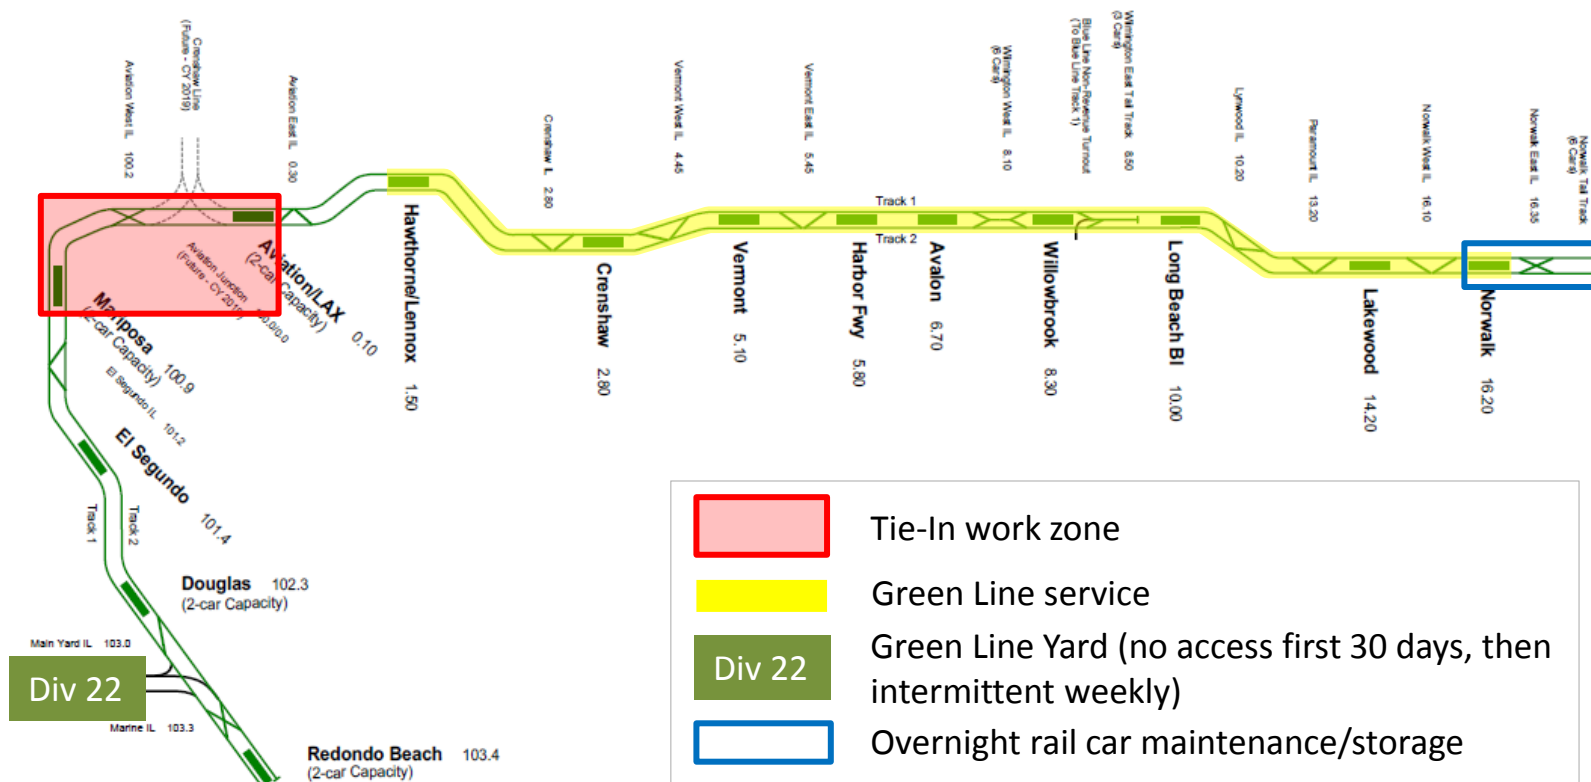 Aviation West IL 100.2
Crenshaw Line
(Future - CY 2019)
Aviation East IL 0.30
Crenshaw IL 2.80
Vermont West IL 4.45
Vermont East IL 5.45
Wilmington West IL 8.10
(6 Cars)
Blue Line Non-Revenue Turnout
(To Blue Line Track 1)
Wilmington East Tail Track 8.50
(3 Cars)
Lynwood IL 10.20
Paramount IL 13.20
Norwalk West IL 16.10
Norwalk East IL 16.35
Norwalk Tail Track
(6 Cars)
Track 1
Track 2
Aviation/LAX 0.10
(2-car Capacity)
Aviation Junction 100.0/0.0
(Future - CY 2019)
Hawthorne/Lennox 1.50
Crenshaw 2.80
Vermont 5.10
Harbor Fwy 5.80
Avalon 6.70
Willowbrook 8.30
Long Beach Bl 10.00
Lakewood 14.20
Norwalk 16.20
Mariposa 100.9
(2-car Capacity)
El Segundo IL 101.2
El Segundo 101.4
Track 1
Track 2
Douglas 102.3
(2-car Capacity)
Main Yard IL 103.0
Div 22
Marine IL 103.3
Redondo Beach 103.4
(2-car Capacity)
Tie-In work zone
Green Line service
Div 22
Green Line Yard (no access first 30 days, then
intermittent weekly)
Overnight rail car maintenance/storage